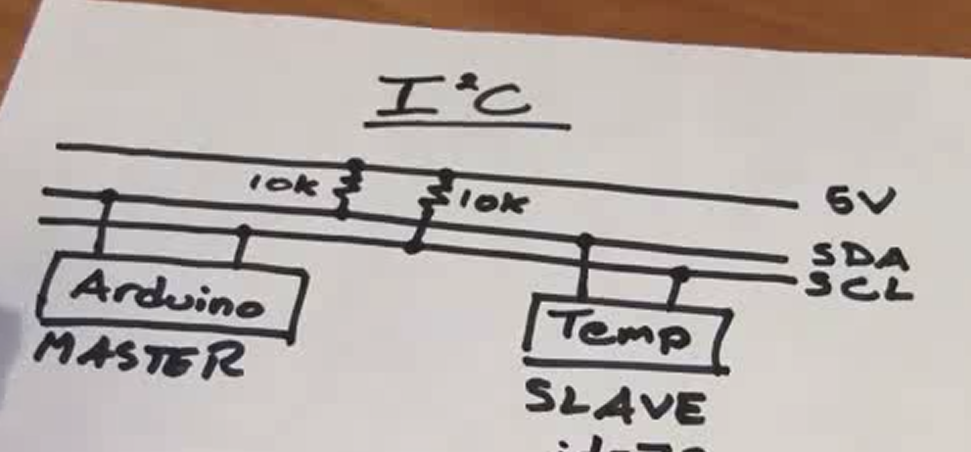 I²C
10K
10K
5V
SDA
SCL
Arduino
MASTER
Temp
SLAVE